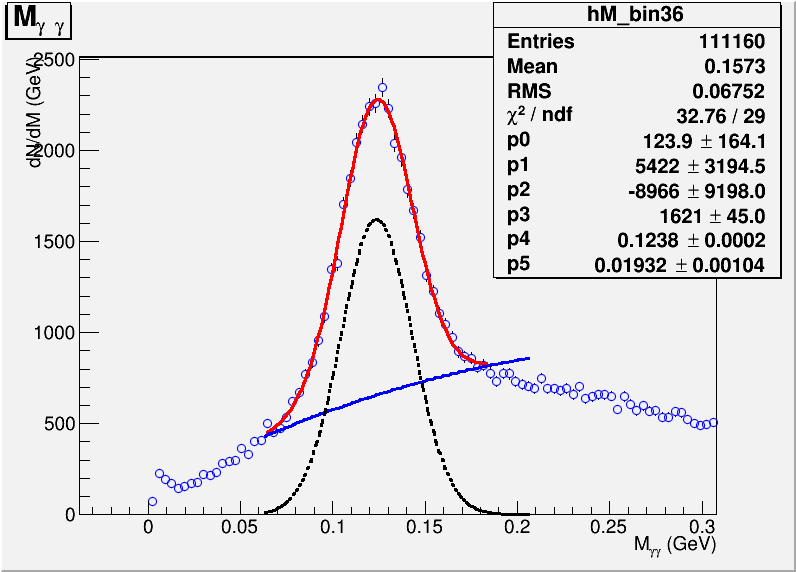 M γ γ
hM_bin36
Entries 111160
Mean 0.1573
RMS 0.06752
χ² / ndf 32.76 / 29
p0 123.9 ± 164.1
p1 5422 ± 3194.5
p2 -8966 ± 9198.0
p3 1621 ± 45.0
p4 0.1238 ± 0.0002
p5 0.01932 ± 0.00104
dN/dM (GeV)
2500
2000
1500
1000
500
0
0 0.05 0.1 0.15 0.2 0.25 0.3
Mγγ (GeV)